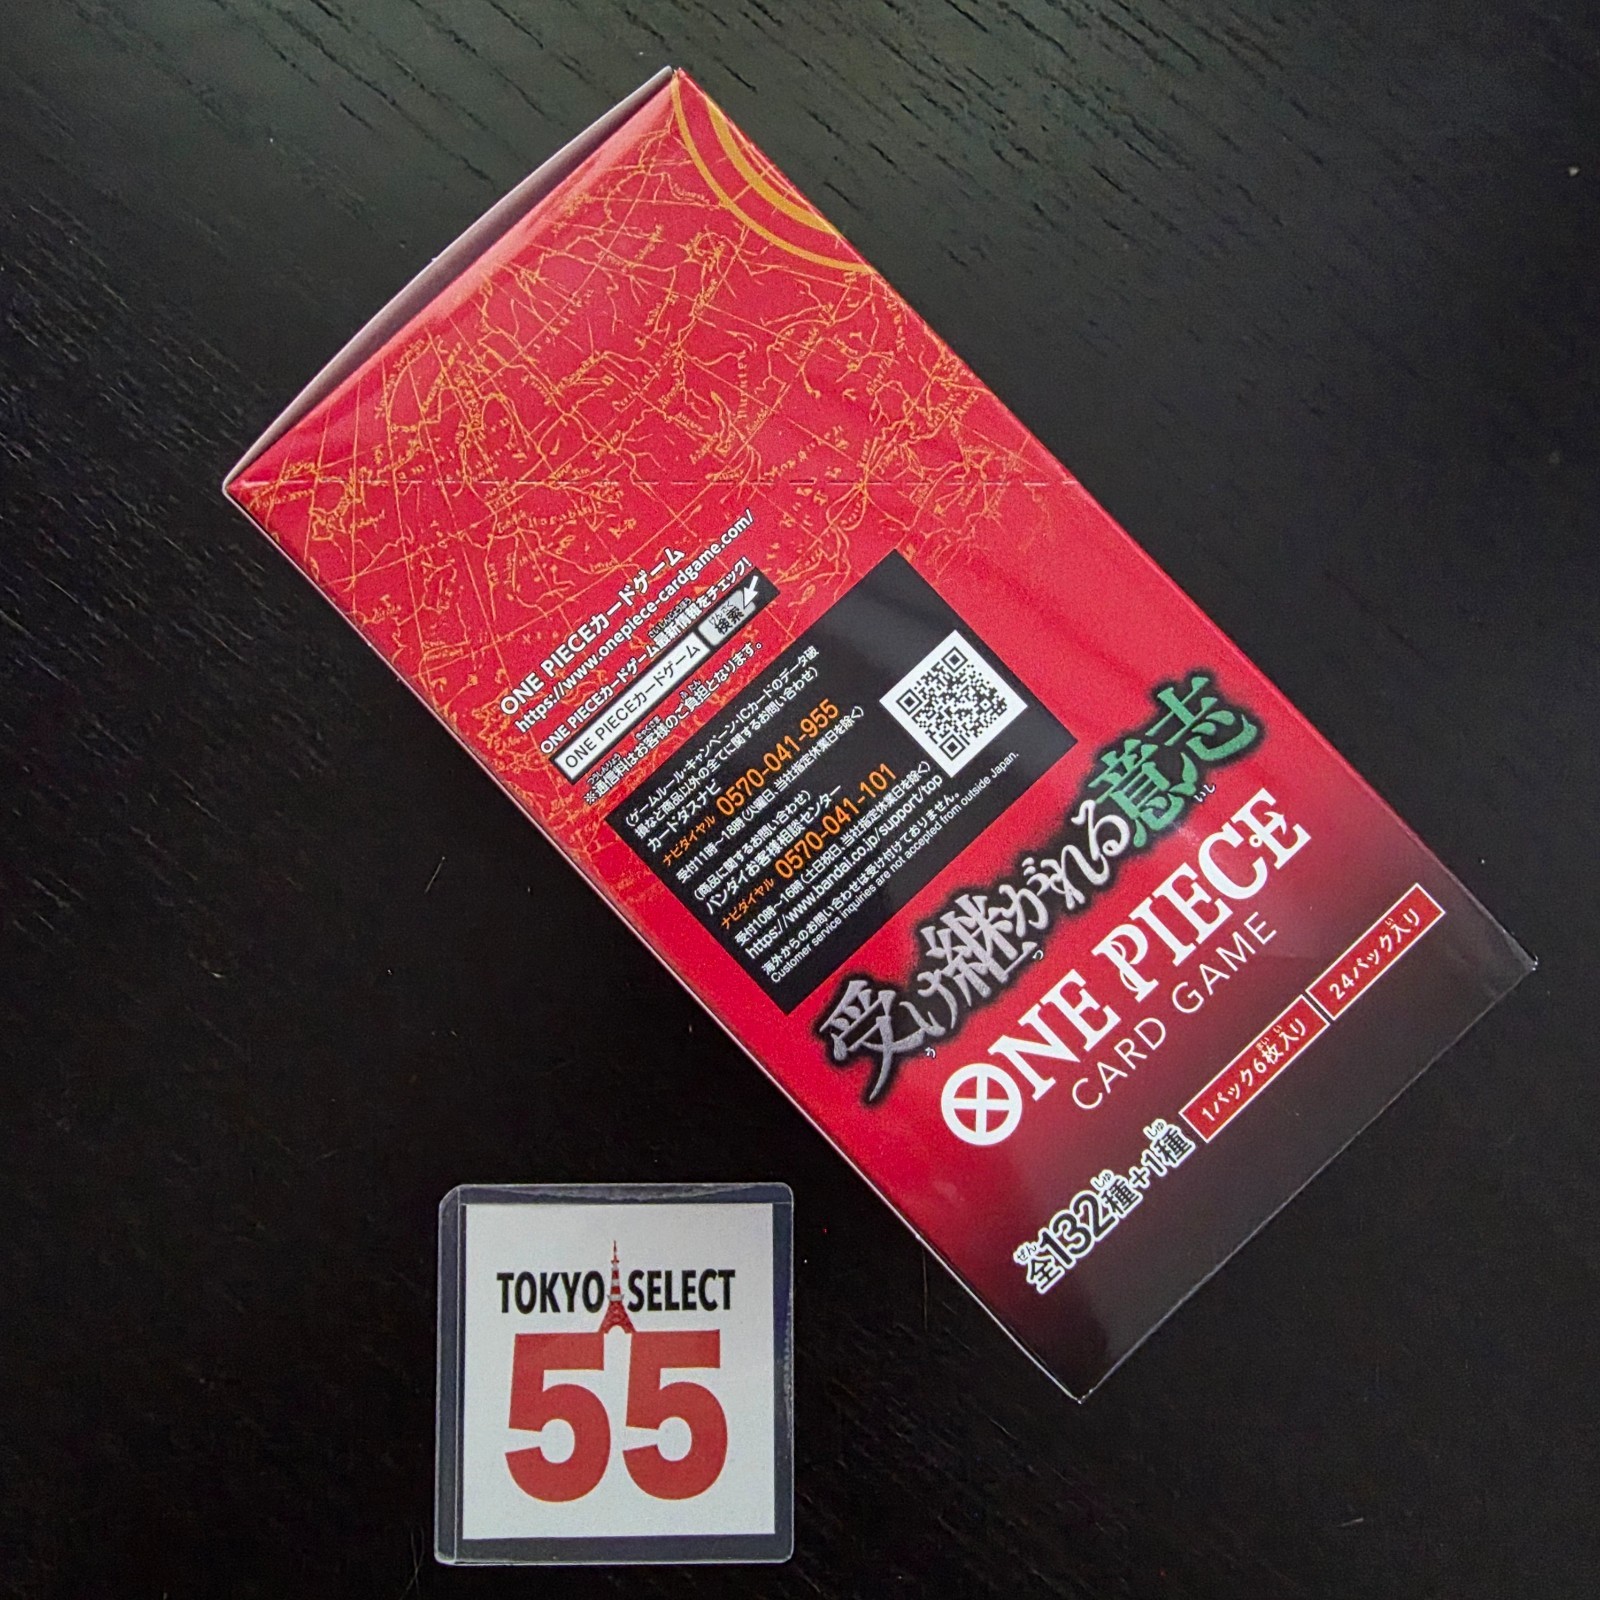 ONE PIECEカードゲーム
https://www.onepiece-cardgame.com/
ONE PIECEカードゲーム最新情報をチェック!
ONE PIECEカードゲーム 検索
※通信料はお客様のご負担となります。
(ゲームルール・キャンペーン・ICカードのデータ破
損など商品以外の全てに関するお問い合わせ)
カードダスナビ
ナビダイヤル 0570-041-955
受付11時~18時(火曜日、当社指定休業日を除く)
(商品に関するお問い合わせ)
バンダイお客様相談センター
ナビダイヤル 0570-041-101
受付10時~16時(土日祝日、当社指定休業日を除く)
https://www.bandai.co.jp/support/top
海外からのお問い合わせは受け付けておりません。
Customer service inquiries are not accepted from outside Japan.
受け継がれる意志
ONE PIECE
CARD GAME
全132種+1種
1パック6枚入り
24パック入り
TOKYO SELECT
55